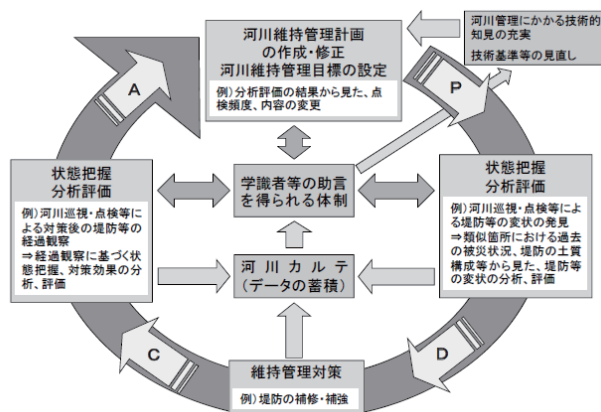 河川維持管理計画
の作成・修正
河川維持管理目標の設定
例）分析評価の結果から見た、点
検頻度、内容の変更
河川管理にかかる技術的
知見の充実
技術基準等の見直し
A
P
状態把握
分析評価
例）河川巡視・点検等によ
る対策後の堤防等の経
過観察
⇒経過観察に基づく状
態把握、対策効果の分
析、評価
学識者等の助言
を得られる体制
状態把握
分析評価
例）河川巡視・点検等によ
る堤防等の変状の発見
⇒類似箇所における過去の
被災状況、堤防の土質
構成等から見た、堤防等
の変状の分析、評価
河川カルテ
（データの蓄積）
C
D
維持管理対策
例）堤防の補修・補強